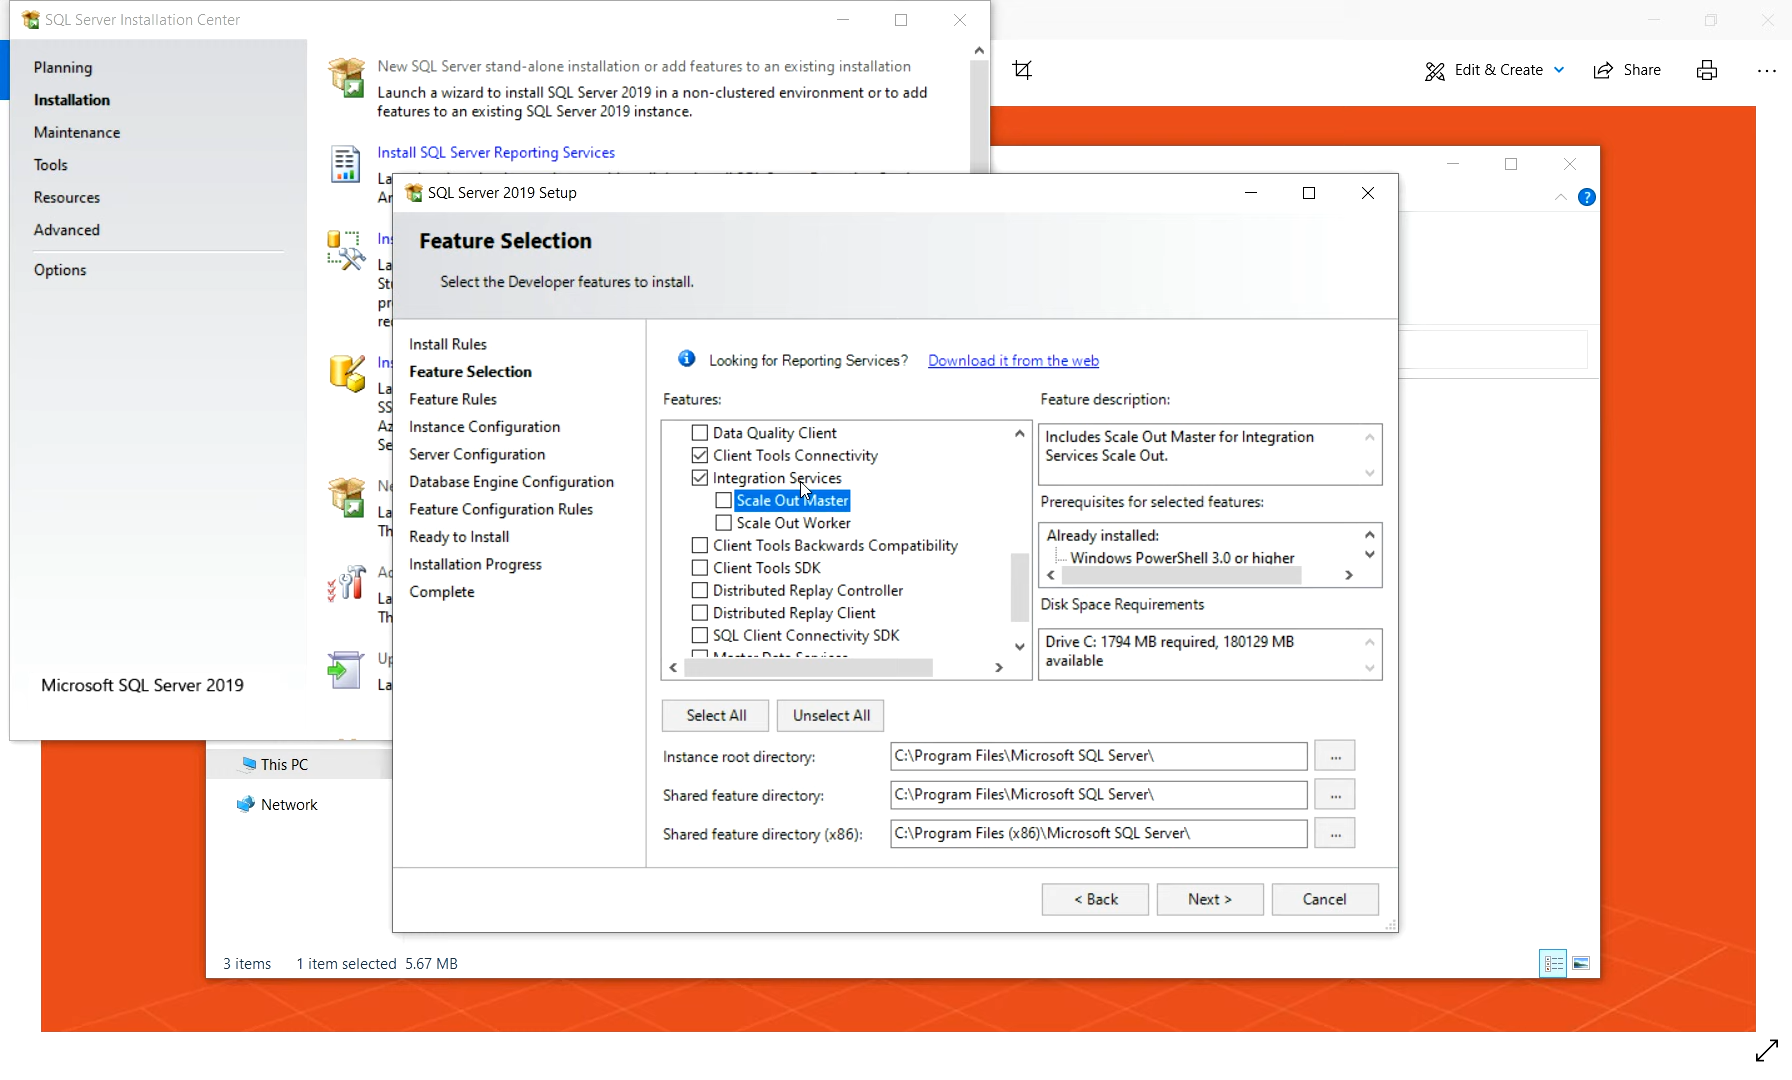 SQL Server Installation Center
Planning
Installation
Maintenance
Tools
Resources
Advanced
Options
Microsoft SQL Server 2019
New SQL Server stand-alone installation or add features to an existing installation
Launch a wizard to install SQL Server 2019 in a non-clustered environment or to add
features to an existing SQL Server 2019 instance.
Install SQL Server Reporting Services
Edit & Create
Share
SQL Server 2019 Setup
Feature Selection
Select the Developer features to install.
Install Rules
Feature Selection
Feature Rules
Instance Configuration
Server Configuration
Database Engine Configuration
Feature Configuration Rules
Ready to Install
Installation Progress
Complete
Looking for Reporting Services? Download it from the web
Features:
Data Quality Client
Client Tools Connectivity
Integration Services
Scale Out Master
Scale Out Worker
Client Tools Backwards Compatibility
Client Tools SDK
Distributed Replay Controller
Distributed Replay Client
SQL Client Connectivity SDK
Feature description:
Includes Scale Out Master for Integration
Services Scale Out.
Prerequisites for selected features:
Already installed:
Windows PowerShell 3.0 or higher
Disk Space Requirements
Drive C: 1794 MB required, 180129 MB
available
Select All
Unselect All
Instance root directory: C:\Program Files\Microsoft SQL Server\ ...
Shared feature directory: C:\Program Files\Microsoft SQL Server\ ...
Shared feature directory (x86): C:\Program Files (x86)\Microsoft SQL Server\ ...
< Back
Next >
Cancel
This PC
Network
3 items 1 item selected 5.67 MB